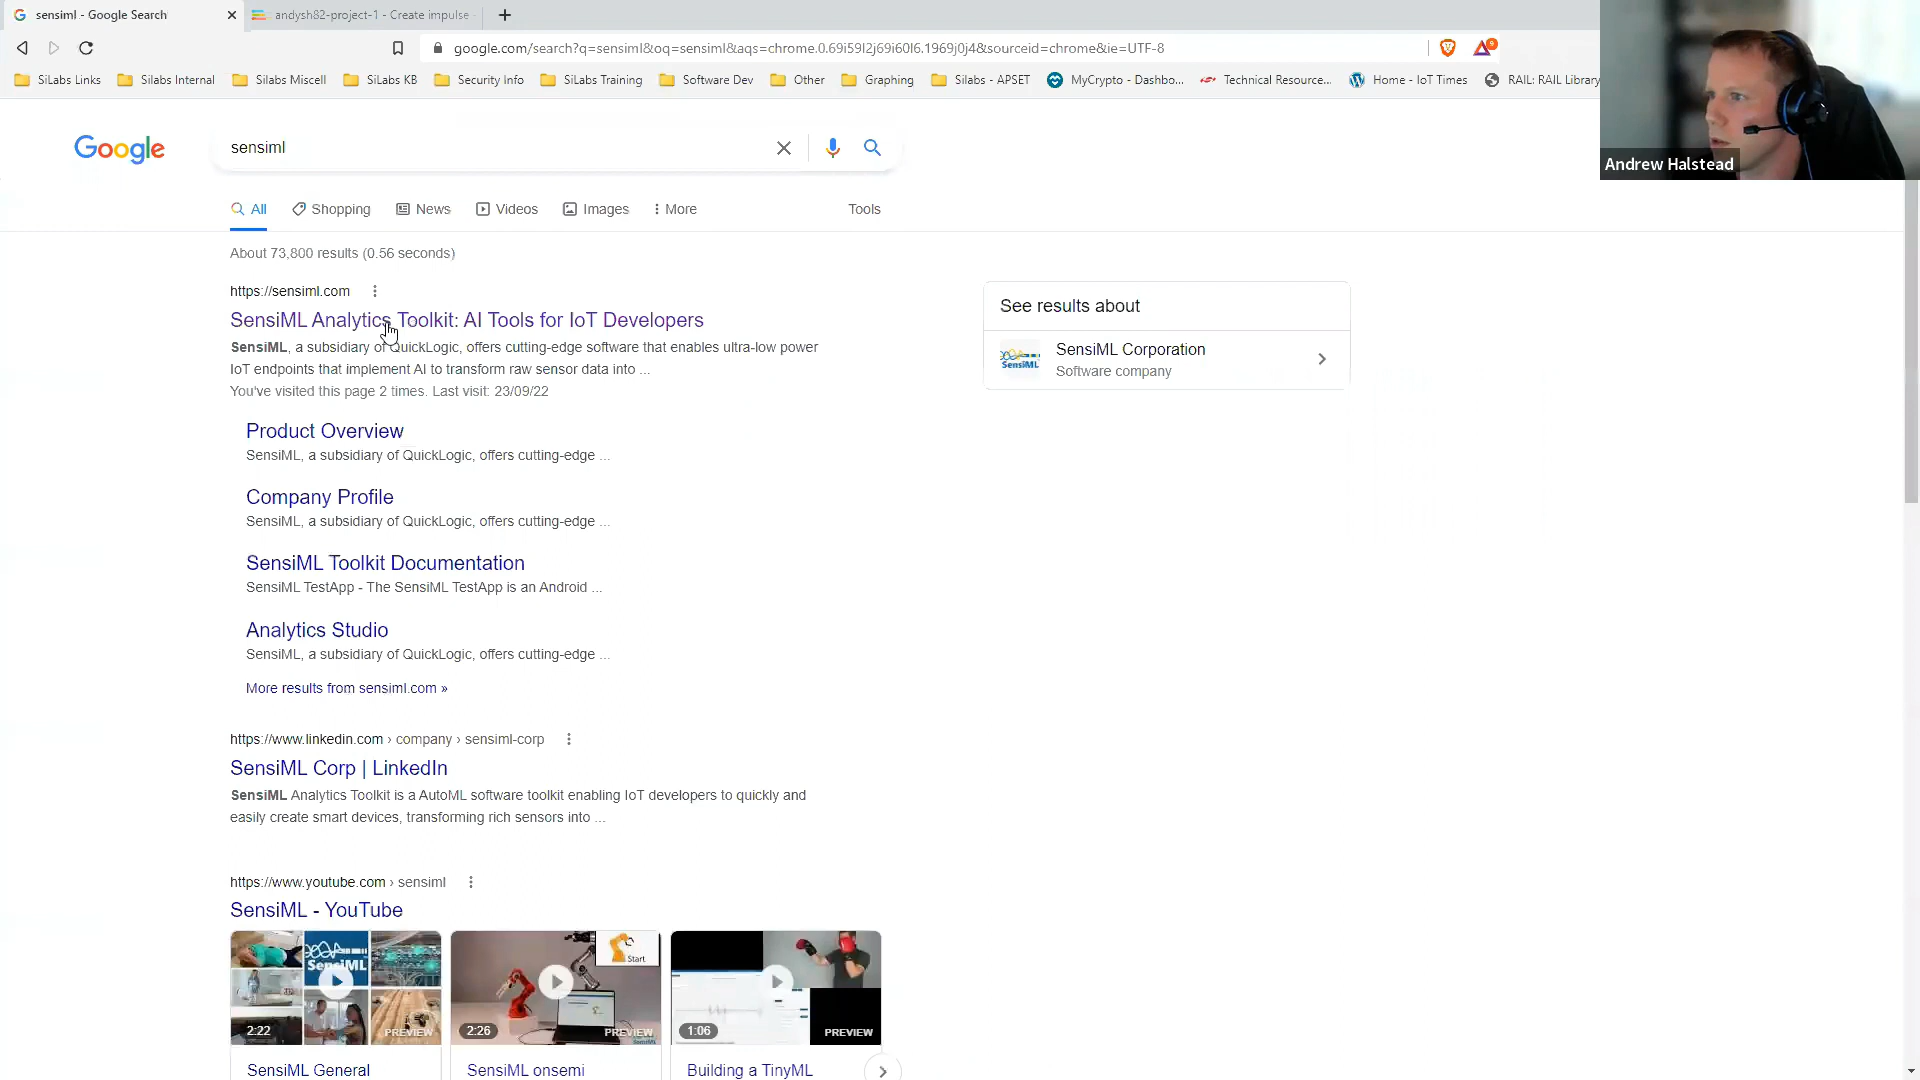 sensiml - Google Search
andysh82-project-1 - Create impulse
google.com/search?q=sensiml&oq=sensiml&aqs=chrome.0.69i59l2j69i60l6.1969j0j4&sourceid=chrome&ie=UTF-8
9
SiLabs Links
Silabs Internal
Silabs Miscell
SiLabs KB
Security Info
SiLabs Training
Software Dev
Other
Graphing
Silabs - APSET
MyCrypto - Dashbo...
Technical Resource...
Home - IoT Times
RAIL: RAIL Library
Andrew Halstead
Google
sensiml
All
Shopping
News
Videos
Images
More
Tools
About 73,800 results (0.56 seconds)
https://sensiml.com
SensiML Analytics Toolkit: AI Tools for IoT Developers
SensiML, a subsidiary of QuickLogic, offers cutting-edge software that enables ultra-low power
IoT endpoints that implement AI to transform raw sensor data into ...
You've visited this page 2 times. Last visit: 23/09/22
See results about
SensiML
SensiML Corporation
Software company
Product Overview
SensiML, a subsidiary of QuickLogic, offers cutting-edge ...
Company Profile
SensiML, a subsidiary of QuickLogic, offers cutting-edge ...
SensiML Toolkit Documentation
SensiML TestApp - The SensiML TestApp is an Android ...
Analytics Studio
SensiML, a subsidiary of QuickLogic, offers cutting-edge ...
More results from sensiml.com »
https://www.linkedin.com › company › sensiml-corp
SensiML Corp | LinkedIn
SensiML Analytics Toolkit is a AutoML software toolkit enabling IoT developers to quickly and
easily create smart devices, transforming rich sensors into ...
https://www.youtube.com › sensiml
SensiML - YouTube
SensiML
2:22
PREVIEW
Start
2:26
PREVIEW
1:06
PREVIEW
SensiML General
SensiML onsemi
Building a TinyML